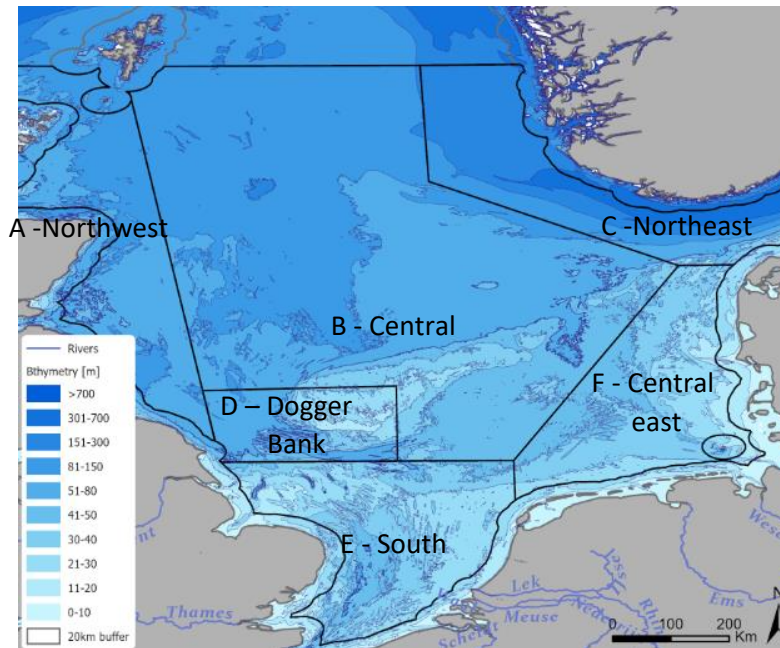 A -Northwest
C -Northeast
B - Central
D – Dogger
Bank
F - Central
east
E - South
Rivers
Bthymetry [m]
>700
301-700
151-300
81-150
51-80
41-50
30-40
21-30
11-20
0-10
20km buffer
Thames
Lek
Meuse
Ems
N
0 100 200
Km